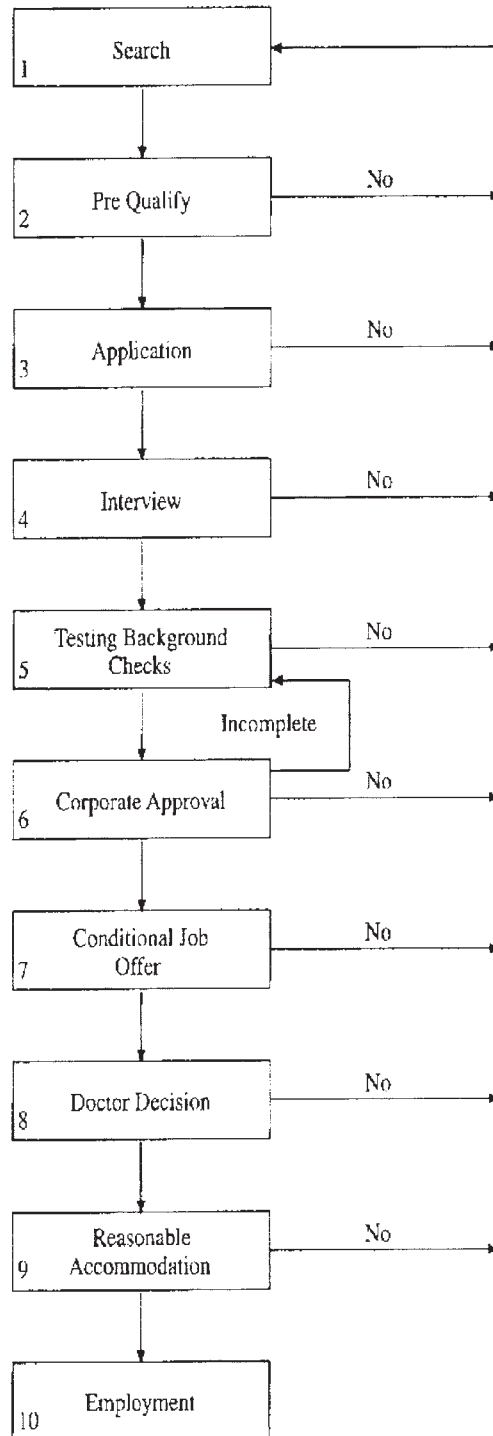 Search
1
Pre Qualify
No
2
Application
No
3
Interview
No
4
Testing Background
Checks
No
5
Incomplete
Corporate Approval
No
6
Conditional Job
Offer
No
7
Doctor Decision
No
8
Reasonable
Accommodation
No
9
Employment
10